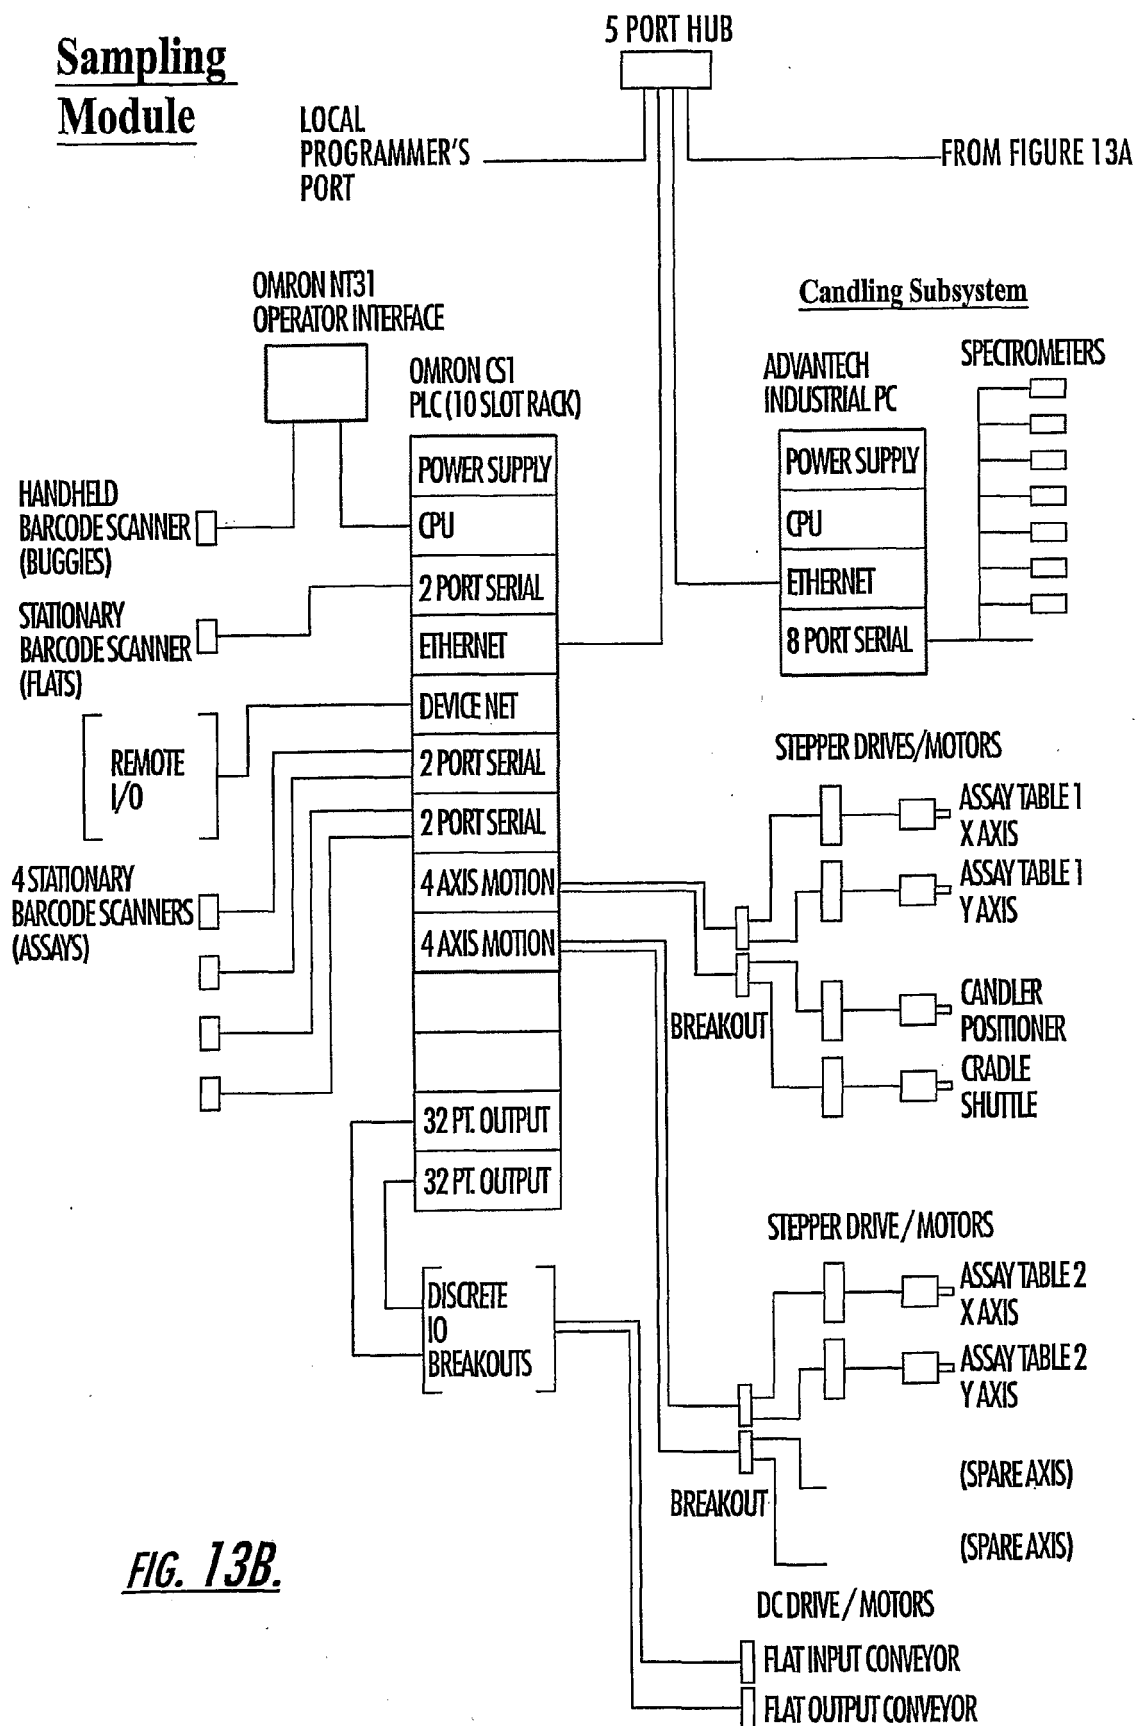 Sampling
Module
5 PORT HUB
LOCAL
PROGRAMMER'S
PORT
FROM FIGURE 13A
OMRON NT31
OPERATOR INTERFACE
OMRON CS1
PLC (10 SLOT RACK)
POWER SUPPLY
CPU
2 PORT SERIAL
ETHERNET
DEVICE NET
2 PORT SERIAL
2 PORT SERIAL
4 AXIS MOTION
4 AXIS MOTION
32 PT. OUTPUT
32 PT. OUTPUT
HANDHELD
BARCODE SCANNER
(BUGGIES)
STATIONARY
BARCODE SCANNER
(FLATS)
REMOTE
I/O
4 STATIONARY
BARCODE SCANNERS
(ASSAYS)
DISCRETE
IO
BREAKOUTS
Candling Subsystem
ADVANTECH
INDUSTRIAL PC
SPECTROMETERS
POWER SUPPLY
CPU
ETHERNET
8 PORT SERIAL
STEPPER DRIVES/MOTORS
ASSAY TABLE 1
X AXIS
ASSAY TABLE 1
Y AXIS
BREAKOUT
CANDLER
POSITIONER
CRADLE
SHUTTLE
STEPPER DRIVE / MOTORS
ASSAY TABLE 2
X AXIS
ASSAY TABLE 2
Y AXIS
BREAKOUT
(SPARE AXIS)
(SPARE AXIS)
DC DRIVE / MOTORS
FLAT INPUT CONVEYOR
FLAT OUTPUT CONVEYOR
FIG. 13B.